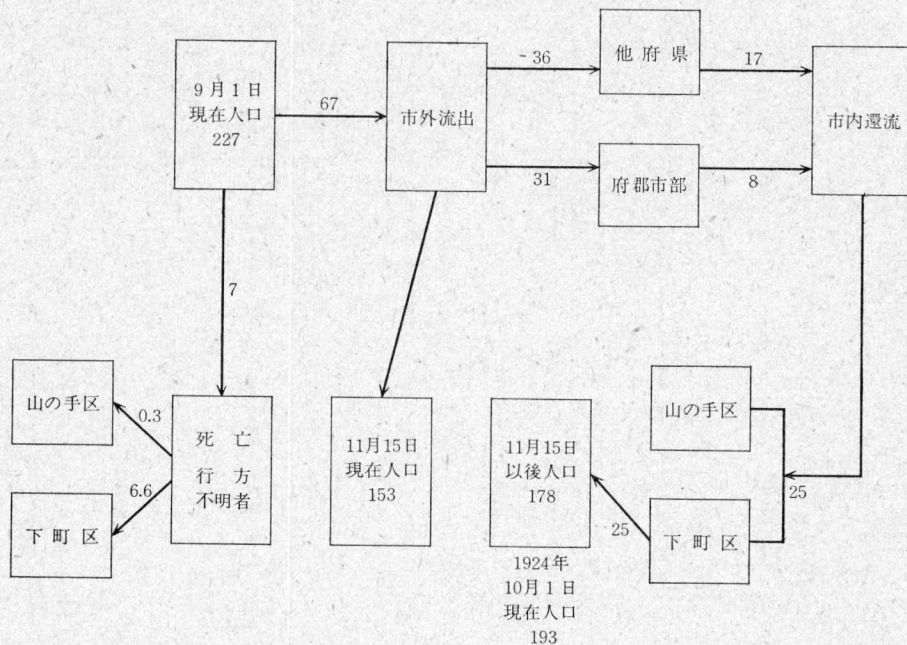 9月1日
現在人口
227
67
市外流出
-36
他府県
17
市内還流
31
府郡市部
8
7
山の手区
0.3
死亡
行方
不明者
6.6
下町区
11月15日
現在人口
153
11月15日
以後人口
178
25
山の手区
下町区
25
1924年
10月1日
現在人口
193